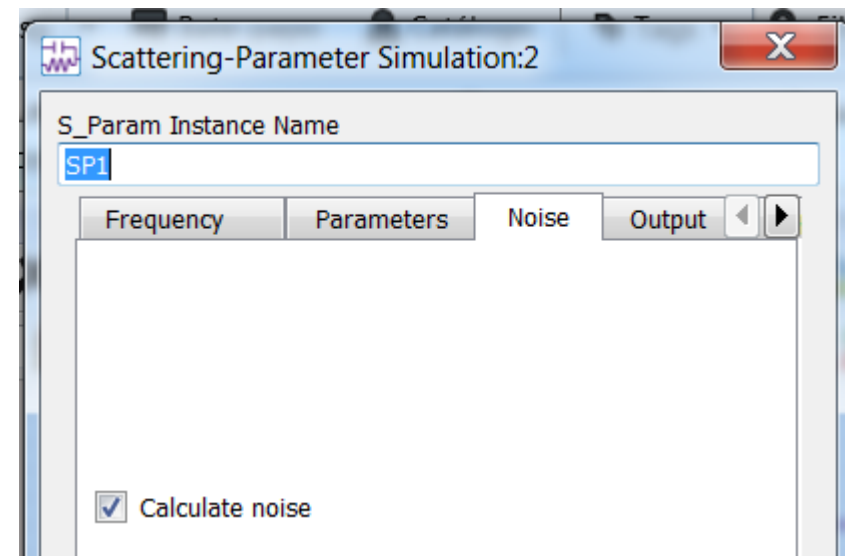 Scattering-Parameter Simulation:2
S_Param Instance Name
SP1
Frequency Parameters Noise Output
Calculate noise